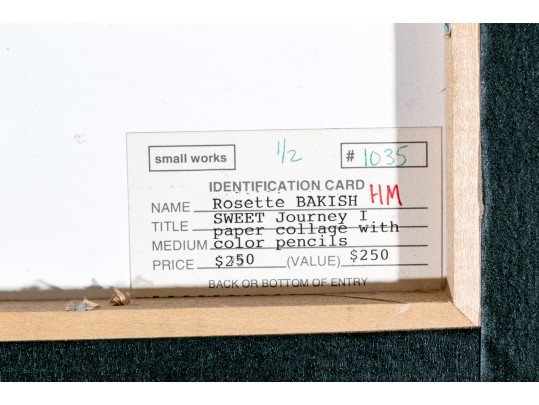 small works
1/2
# 1035
IDENTIFICATION CARD
HM
NAME Rosette BAKISH
TITLE SWEET Journey I
paper collage with
MEDIUM color pencils
PRICE $250 (VALUE) $250
BACK OR BOTTOM OF ENTRY